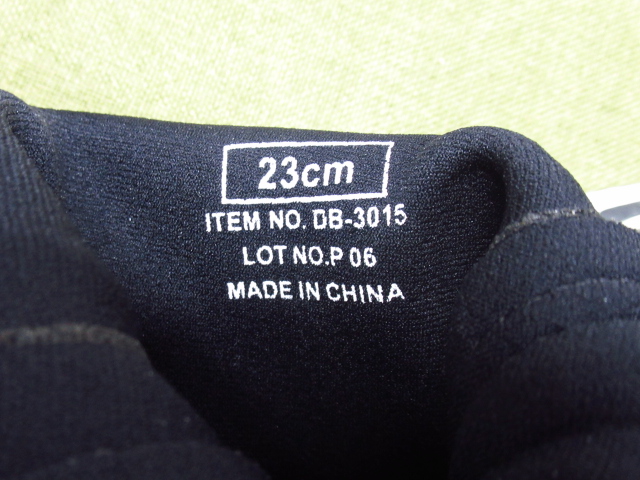 23cm
ITEM NO. DB-3015
LOT NO.P 06
MADE IN CHINA